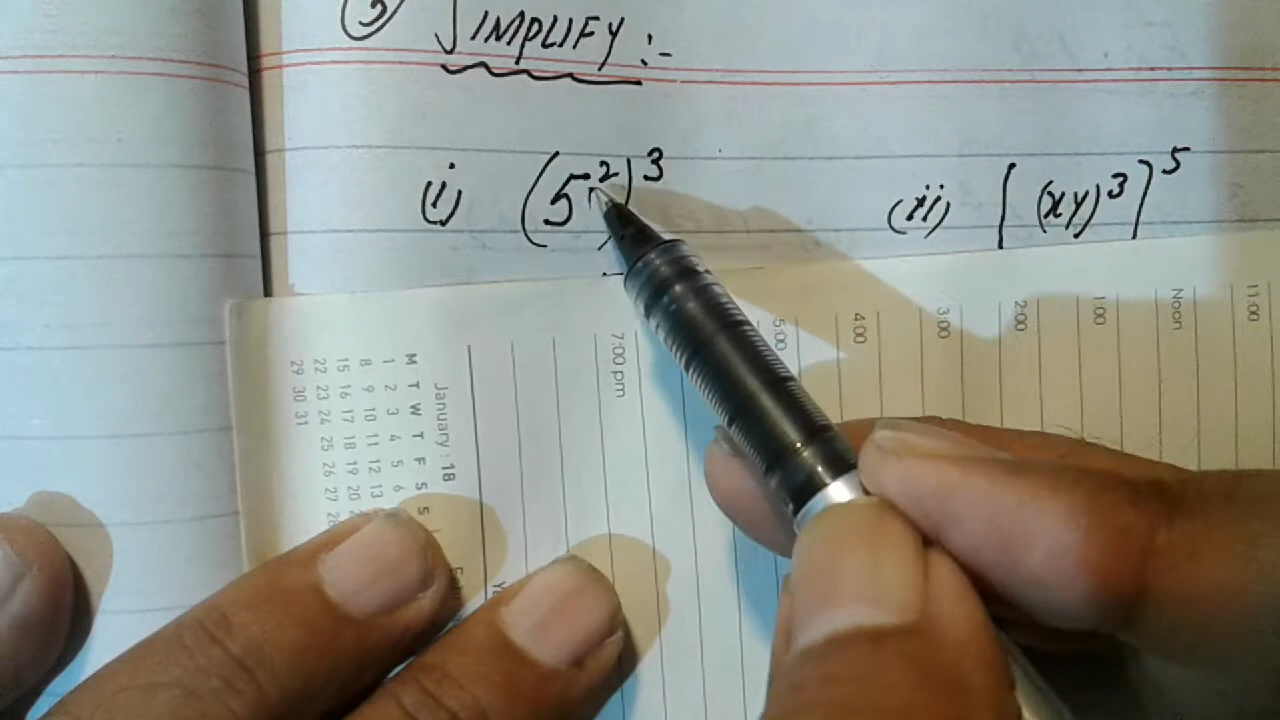 ③ SIMPLIFY :-
(i) (5²)³ (ii) [(xy)³]⁵
11:00
Noon
1:00
2:00
3:00
4:00
5:00
7:00 pm
January : 18
M 1 8 15 22 29
T 2 9 16 23 30
W 3 10 17 24 31
T 4 11 18 25
F 5 12 19 26
S 6 13 20 27
S